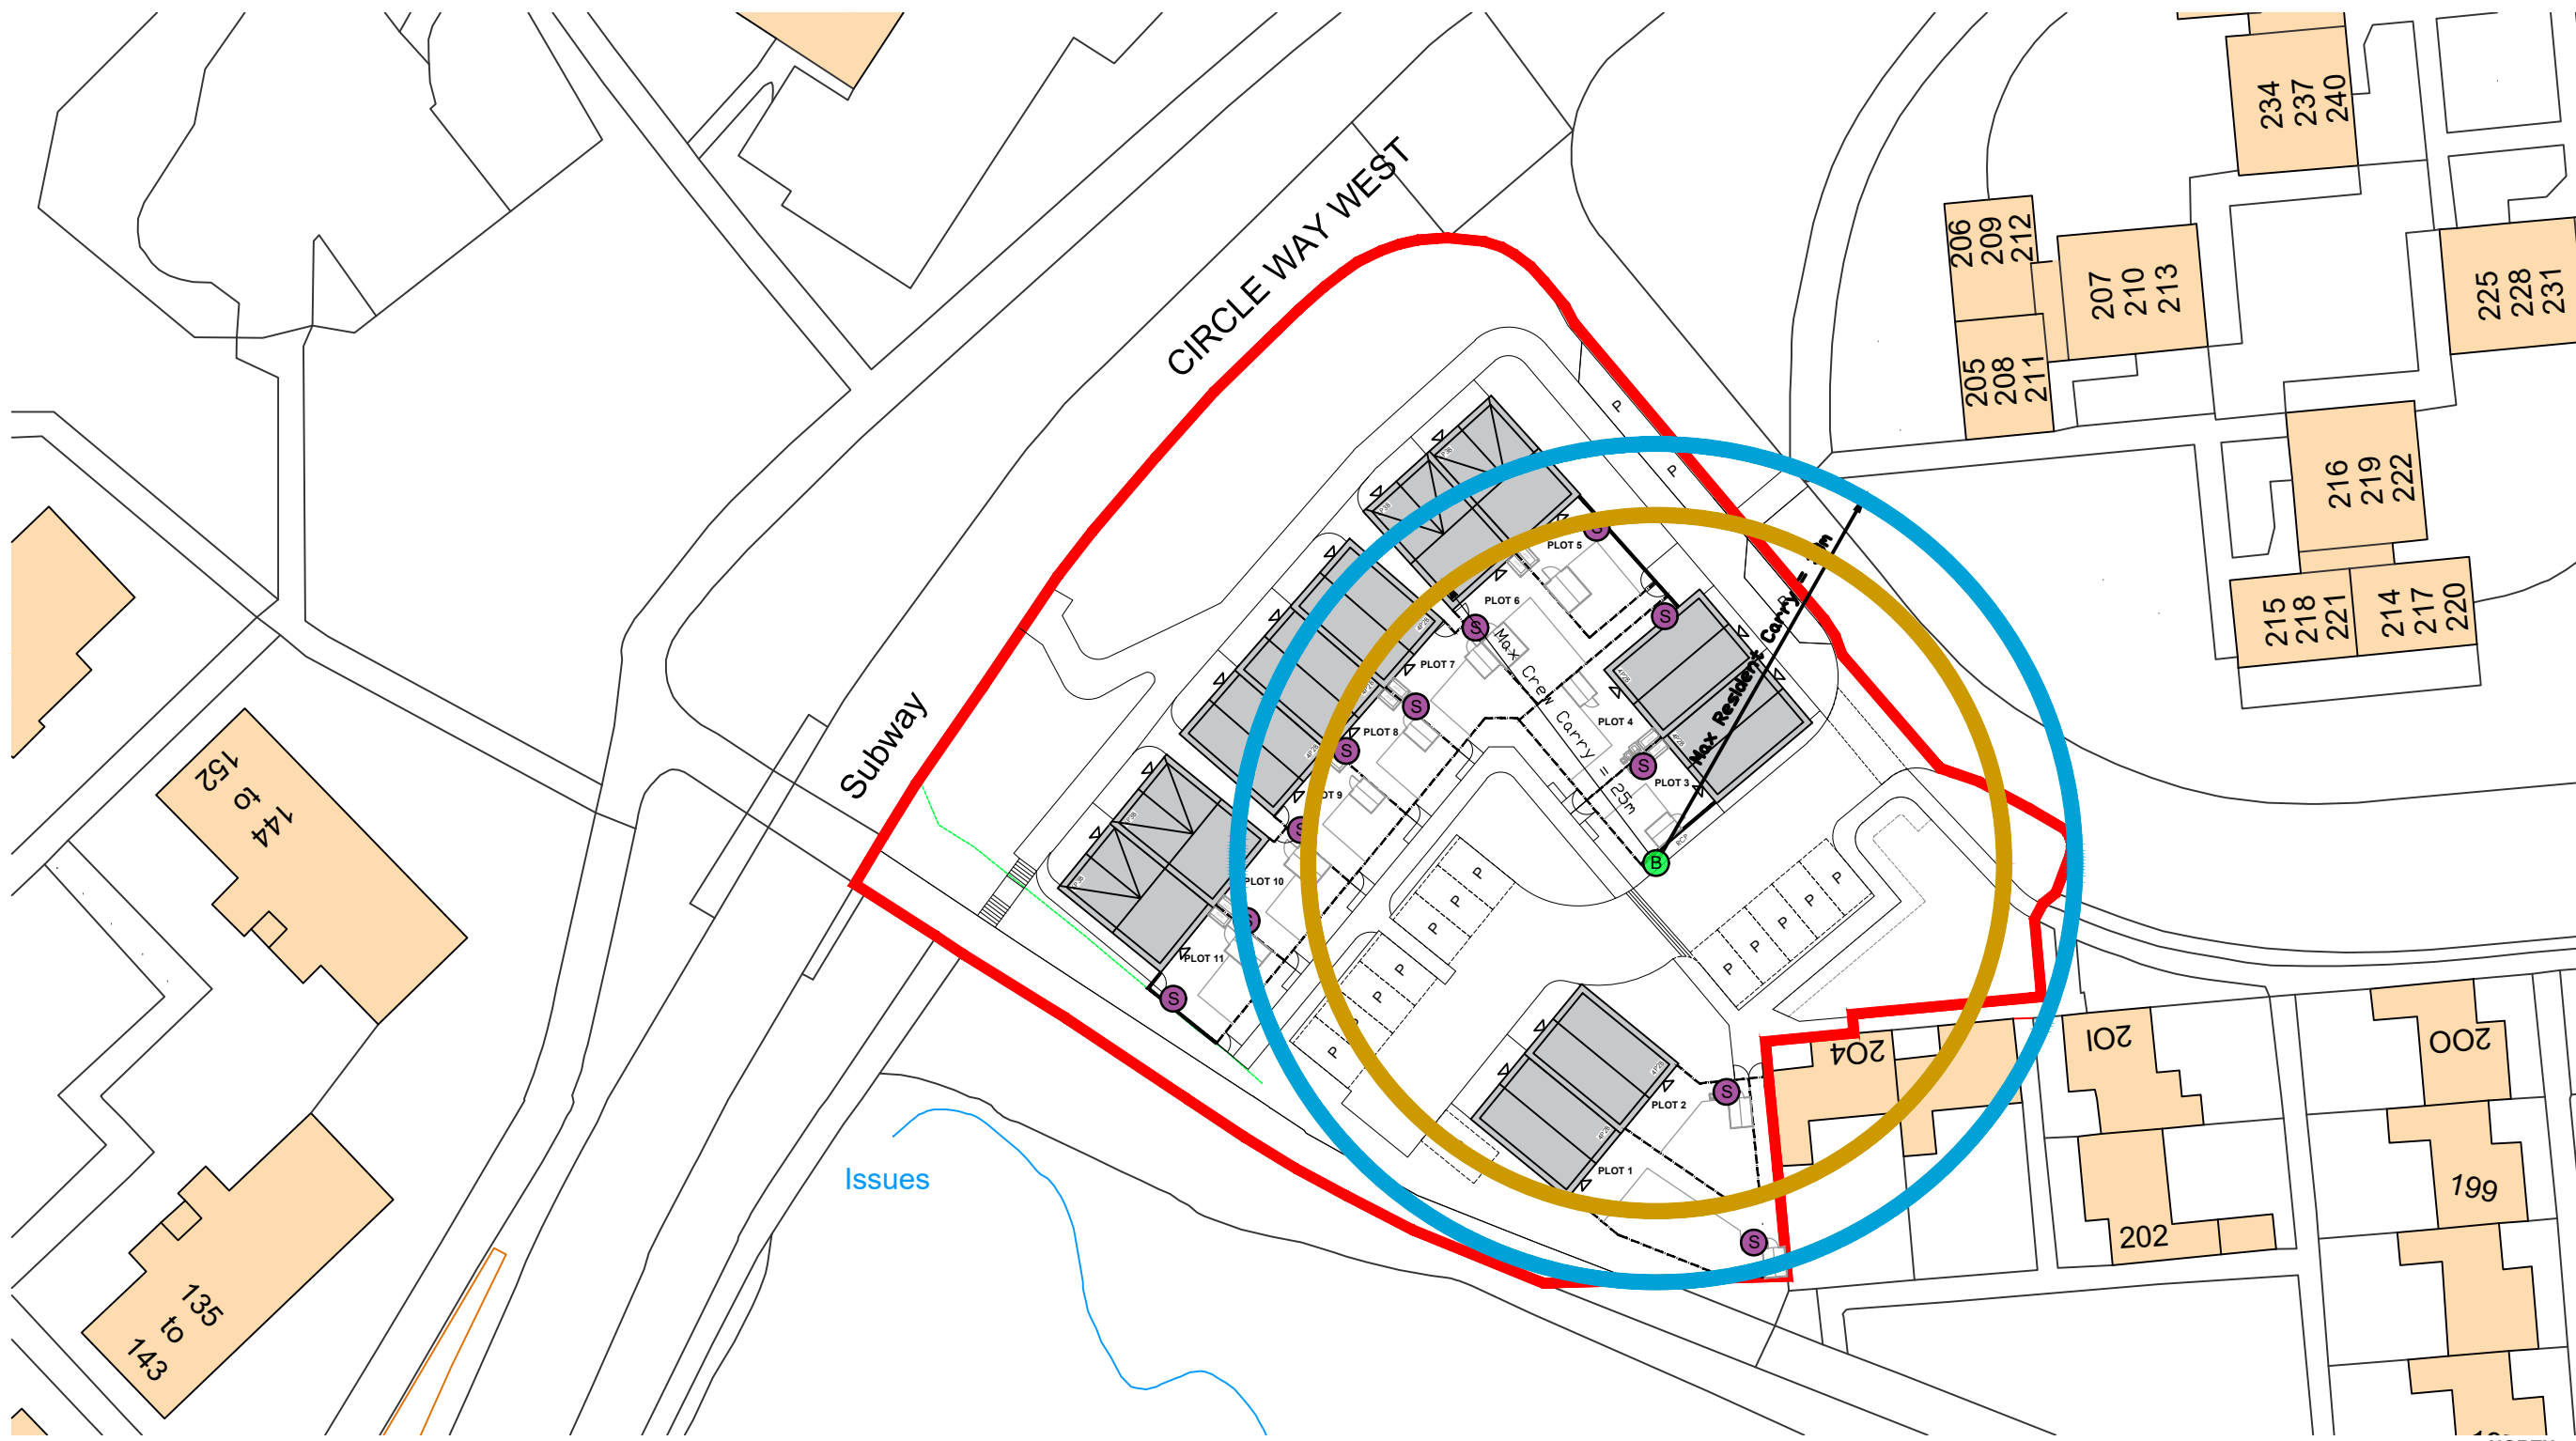 234
237
240
206
209
212
207
210
213
225
228
231
205
208
211
CIRCLE WAY WEST
P
P
216
219
222
215
218
221
214
217
220
PLOT 5
S
PLOT 6
S
S
Max Crew Carry = 25m
Max Resident Carry =
PLOT 7
S
PLOT 4
PLOT 8
S
S
PLOT 3
B
RCP
Subway
144
to
152
S
PLOT 10
S
PLOT 11
S
P
P
P
P
P
P
P
P
P
P
P
P
204
201
200
S
PLOT 2
PLOT 1
S
Issues
199
202
135
to
143